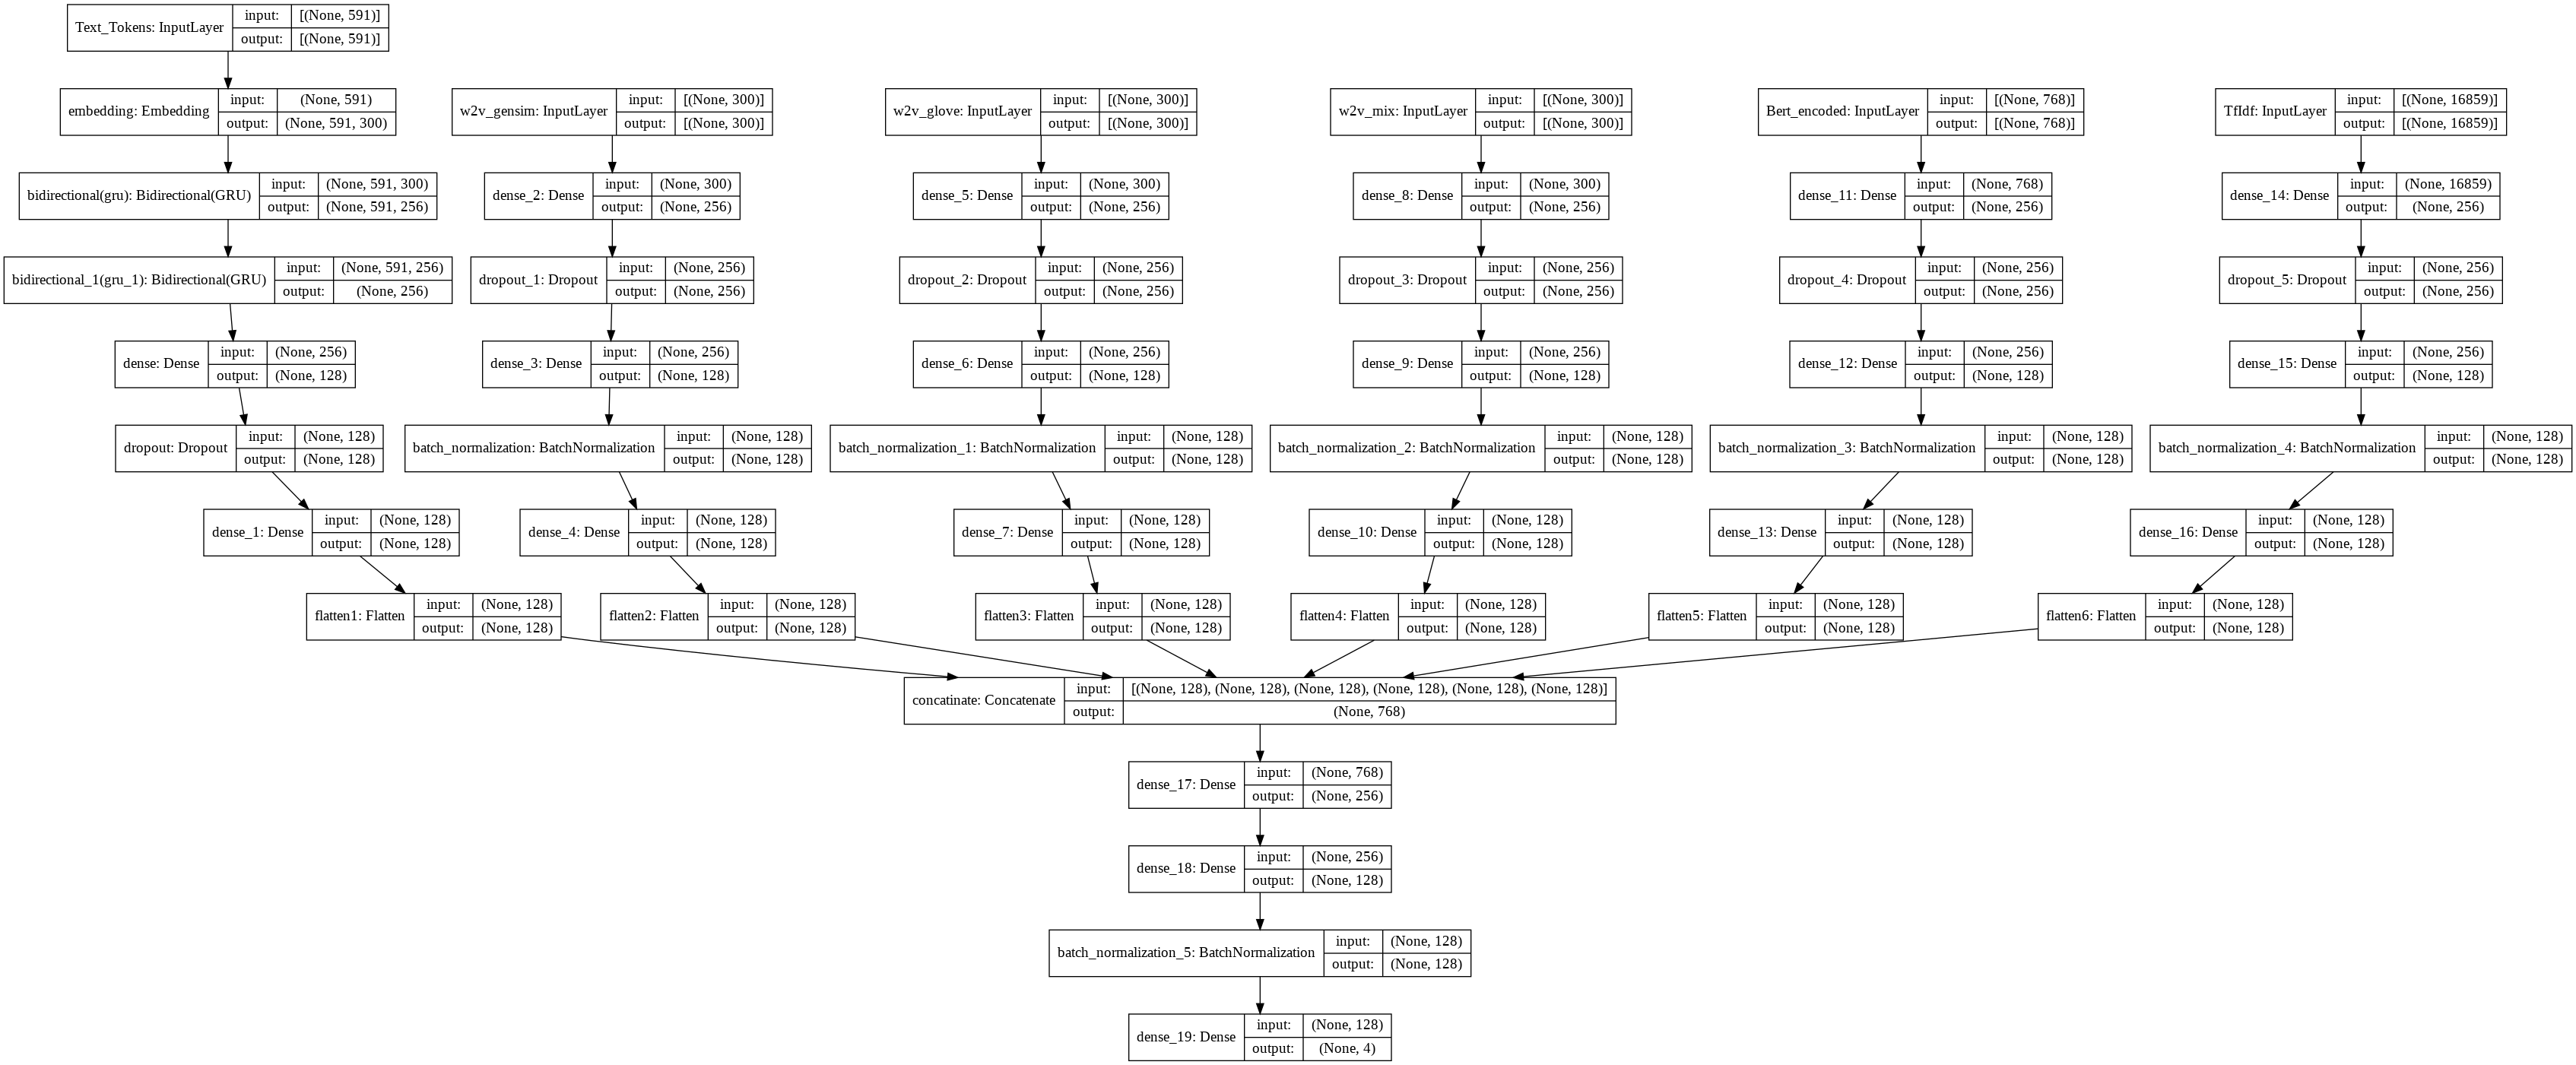 Text_Tokens: InputLayer
input: [(None, 591)]
output: [(None, 591)]
embedding: Embedding
input: (None, 591)
output: (None, 591, 300)
w2v_gensim: InputLayer
input: [(None, 300)]
output: [(None, 300)]
w2v_glove: InputLayer
input: [(None, 300)]
output: [(None, 300)]
w2v_mix: InputLayer
input: [(None, 300)]
output: [(None, 300)]
Bert_encoded: InputLayer
input: [(None, 768)]
output: [(None, 768)]
TfIdf: InputLayer
input: [(None, 16859)]
output: [(None, 16859)]
bidirectional(gru): Bidirectional(GRU)
input: (None, 591, 300)
output: (None, 591, 256)
dense_2: Dense
input: (None, 300)
output: (None, 256)
dense_5: Dense
input: (None, 300)
output: (None, 256)
dense_8: Dense
input: (None, 300)
output: (None, 256)
dense_11: Dense
input: (None, 768)
output: (None, 256)
dense_14: Dense
input: (None, 16859)
output: (None, 256)
bidirectional_1(gru_1): Bidirectional(GRU)
input: (None, 591, 256)
output: (None, 256)
dropout_1: Dropout
input: (None, 256)
output: (None, 256)
dropout_2: Dropout
input: (None, 256)
output: (None, 256)
dropout_3: Dropout
input: (None, 256)
output: (None, 256)
dropout_4: Dropout
input: (None, 256)
output: (None, 256)
dropout_5: Dropout
input: (None, 256)
output: (None, 256)
dense: Dense
input: (None, 256)
output: (None, 128)
dense_3: Dense
input: (None, 256)
output: (None, 128)
dense_6: Dense
input: (None, 256)
output: (None, 128)
dense_9: Dense
input: (None, 256)
output: (None, 128)
dense_12: Dense
input: (None, 256)
output: (None, 128)
dense_15: Dense
input: (None, 256)
output: (None, 128)
dropout: Dropout
input: (None, 128)
output: (None, 128)
batch_normalization: BatchNormalization
input: (None, 128)
output: (None, 128)
batch_normalization_1: BatchNormalization
input: (None, 128)
output: (None, 128)
batch_normalization_2: BatchNormalization
input: (None, 128)
output: (None, 128)
batch_normalization_3: BatchNormalization
input: (None, 128)
output: (None, 128)
batch_normalization_4: BatchNormalization
input: (None, 128)
output: (None, 128)
dense_1: Dense
input: (None, 128)
output: (None, 128)
dense_4: Dense
input: (None, 128)
output: (None, 128)
dense_7: Dense
input: (None, 128)
output: (None, 128)
dense_10: Dense
input: (None, 128)
output: (None, 128)
dense_13: Dense
input: (None, 128)
output: (None, 128)
dense_16: Dense
input: (None, 128)
output: (None, 128)
flatten1: Flatten
input: (None, 128)
output: (None, 128)
flatten2: Flatten
input: (None, 128)
output: (None, 128)
flatten3: Flatten
input: (None, 128)
output: (None, 128)
flatten4: Flatten
input: (None, 128)
output: (None, 128)
flatten5: Flatten
input: (None, 128)
output: (None, 128)
flatten6: Flatten
input: (None, 128)
output: (None, 128)
concatinate: Concatenate
input: [(None, 128), (None, 128), (None, 128), (None, 128), (None, 128), (None, 128)]
output: (None, 768)
dense_17: Dense
input: (None, 768)
output: (None, 256)
dense_18: Dense
input: (None, 256)
output: (None, 128)
batch_normalization_5: BatchNormalization
input: (None, 128)
output: (None, 128)
dense_19: Dense
input: (None, 128)
output: (None, 4)